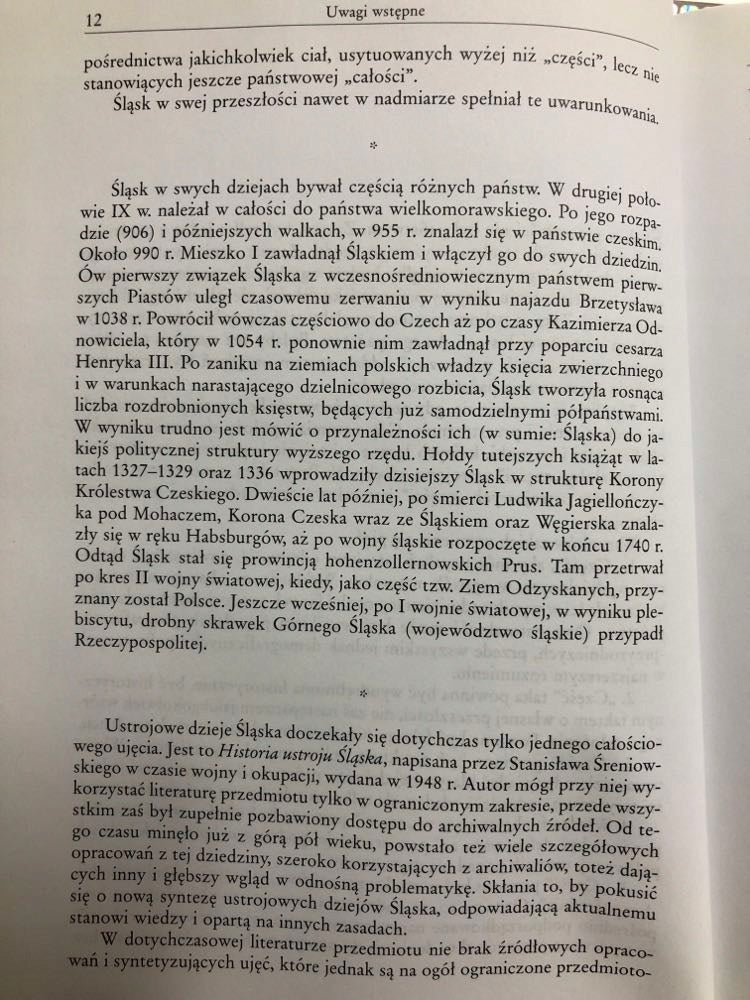 12
Uwagi wstępne
pośrednictwa jakichkolwiek ciał, usytuowanych wyżej niż „części”, lecz nie
stanowiących jeszcze państwowej „całości”.
Śląsk w swej przeszłości nawet w nadmiarze spełniał te uwarunkowania.
*
Śląsk w swych dziejach bywał częścią różnych państw. W drugiej poło-
wie IX w. należał w całości do państwa wielkomorawskiego. Po jego rozpa-
dzie (906) i późniejszych walkach, w 955 r. znalazł się w państwie czeskim.
Około 990 r. Mieszko I zawładnął Śląskiem i włączył go do swych dziedzin.
Ów pierwszy związek Śląska z wczesnośredniowiecznym państwem pierw-
szych Piastów uległ czasowemu zerwaniu w wyniku najazdu Brzetysława
w 1038 r. Powrócił wówczas częściowo do Czech aż po czasy Kazimierza Od-
nowiciela, który w 1054 r. ponownie nim zawładnął przy poparciu cesarza
Henryka III. Po zaniku na ziemiach polskich władzy księcia zwierzchniego
i w warunkach narastającego dzielnicowego rozbicia, Śląsk tworzyła rosnąca
liczba rozdrobnionych księstw, będących już samodzielnymi półpaństwami.
W wyniku trudno jest mówić o przynależności ich (w sumie: Śląska) do ja-
kiejś politycznej struktury wyższego rzędu. Hołdy tutejszych książąt w la-
tach 1327–1329 oraz 1336 wprowadziły dzisiejszy Śląsk w strukturę Korony
Królestwa Czeskiego. Dwieście lat później, po śmierci Ludwika Jagiellończy-
ka pod Mohaczem, Korona Czeska wraz ze Śląskiem oraz Węgierska znala-
zły się w ręku Habsburgów, aż po wojny śląskie rozpoczęte w końcu 1740 r.
Odtąd Śląsk stał się prowincją hohenzollernowskich Prus. Tam przetrwał
po kres II wojny światowej, kiedy, jako część tzw. Ziem Odzyskanych, przy-
znany został Polsce. Jeszcze wcześniej, po I wojnie światowej, w wyniku ple-
biscytu, drobny skrawek Górnego Śląska (województwo śląskie) przypadł
Rzeczypospolitej.
*
Ustrojowe dzieje Śląska doczekały się dotychczas tylko jednego całościo-
wego ujęcia. Jest to Historia ustroju Śląska, napisana przez Stanisława Śreniow-
skiego w czasie wojny i okupacji, wydana w 1948 r. Autor mógł przy niej wy-
korzystać literaturę przedmiotu tylko w ograniczonym zakresie, przede wszy-
stkim zaś był zupełnie pozbawiony dostępu do archiwalnych źródeł. Od te-
go czasu minęło już z górą pół wieku, powstało też wiele szczegółowych
opracowań z tej dziedziny, szeroko korzystających z archiwaliów, toteż dają-
cych inny i głębszy wgląd w odnośną problematykę. Skłania to, by pokusić
się o nową syntezę ustrojowych dziejów Śląska, odpowiadającą aktualnemu
stanowi wiedzy i opartą na innych zasadach.
W dotychczasowej literaturze przedmiotu nie brak źródłowych opraco-
wań i syntetyzujących ujęć, które jednak są na ogół ograniczone przedmioto-